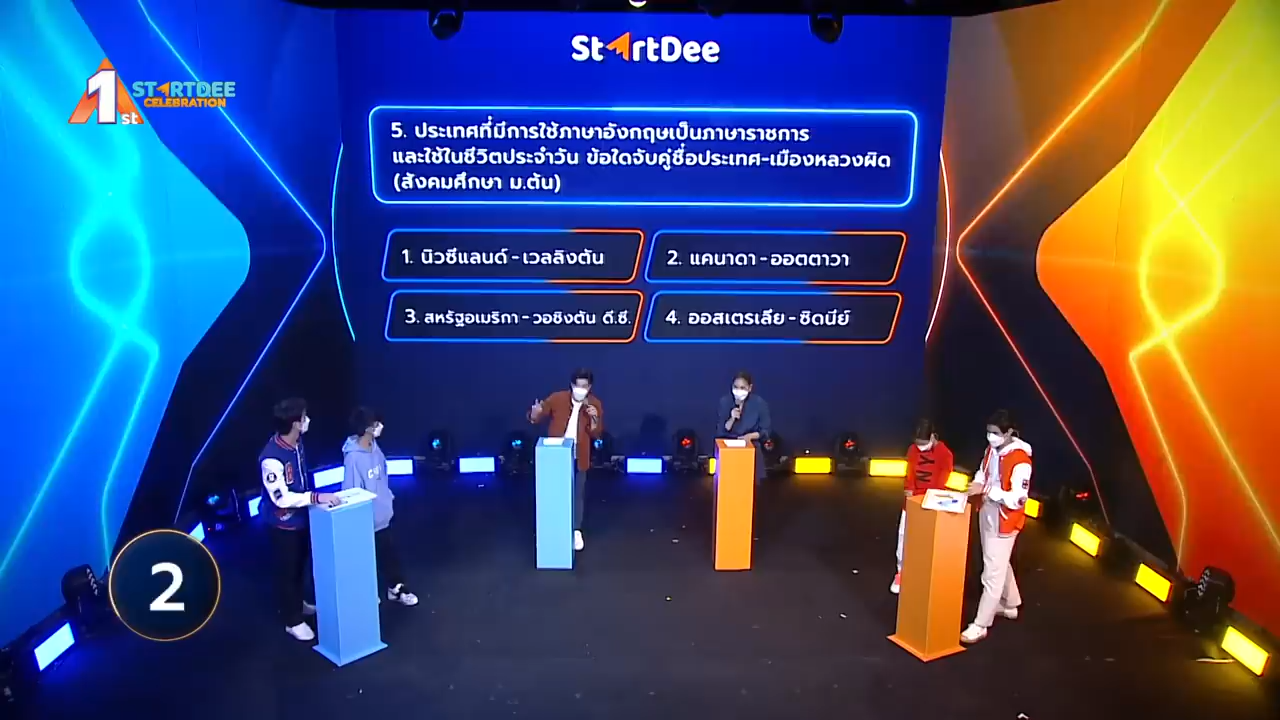 StartDee
1st
STARTDEE
CELEBRATION
5. ประเทศที่มีการใช้ภาษาอังกฤษเป็นภาษาราชการ
และใช้ในชีวิตประจำวัน ข้อใดจับคู่ชื่อประเทศ-เมืองหลวงผิด
(สังคมศึกษา ม.ต้น)
1. นิวซีแลนด์ - เวลลิงตัน
2. แคนาดา - ออตตาวา
3. สหรัฐอเมริกา - วอชิงตัน ดี.ซี.
4. ออสเตรเลีย - ซิดนีย์
NY
2